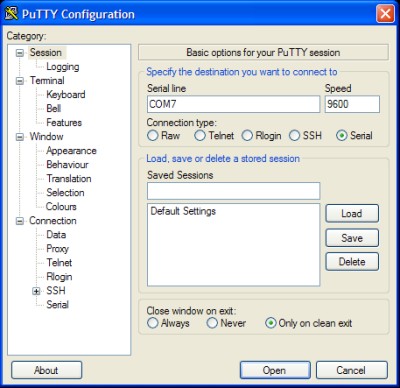 PuTTY Configuration
Category:
Session
Logging
Terminal
Keyboard
Bell
Features
Window
Appearance
Behaviour
Translation
Selection
Colours
Connection
Data
Proxy
Telnet
Rlogin
SSH
Serial
Basic options for your PuTTY session
Specify the destination you want to connect to
Serial line Speed
COM7 9600
Connection type:
Raw Telnet Rlogin SSH Serial
Load, save or delete a stored session
Saved Sessions
Default Settings
Load
Save
Delete
Close window on exit:
Always Never Only on clean exit
About Open Cancel